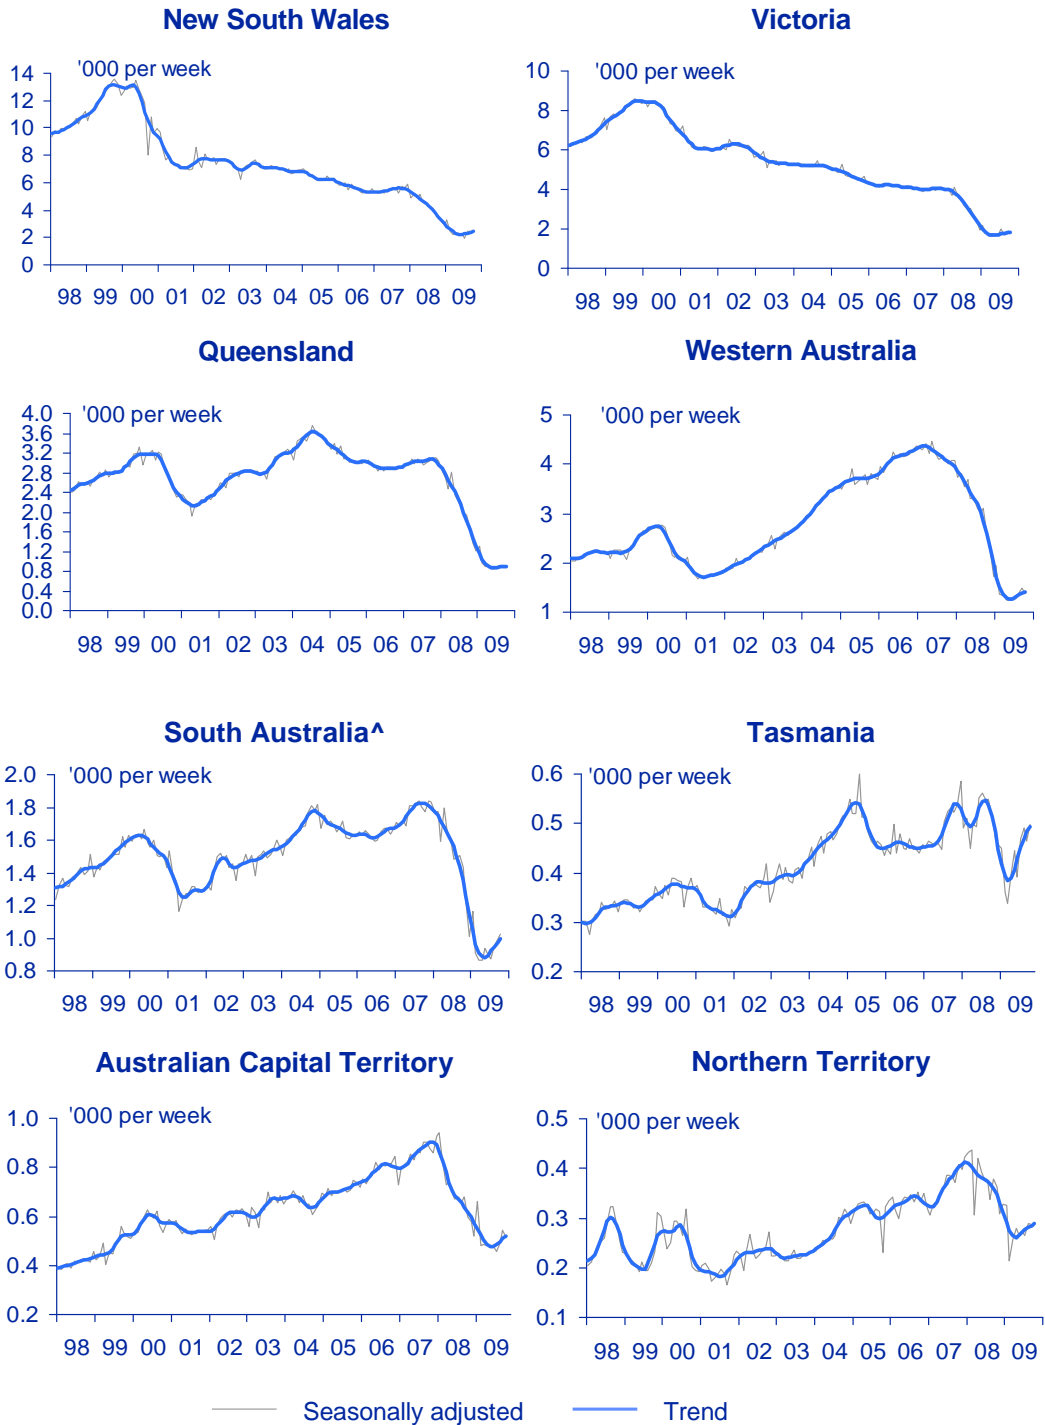 New South Wales
'000 per week
14
12
10
8
6
4
2
0
98 99 00 01 02 03 04 05 06 07 08 09
Victoria
'000 per week
10
8
6
4
2
0
98 99 00 01 02 03 04 05 06 07 08 09
Queensland
'000 per week
4.0
3.6
3.2
2.8
2.4
2.0
1.6
1.2
0.8
0.4
0.0
98 99 00 01 02 03 04 05 06 07 08 09
Western Australia
'000 per week
5
4
3
2
1
98 99 00 01 02 03 04 05 06 07 08 09
South Australia^
'000 per week
2.0
1.8
1.6
1.4
1.2
1.0
0.8
98 99 00 01 02 03 04 05 06 07 08 09
Tasmania
'000 per week
0.6
0.5
0.4
0.3
0.2
98 99 00 01 02 03 04 05 06 07 08 09
Australian Capital Territory
'000 per week
1.0
0.8
0.6
0.4
0.2
98 99 00 01 02 03 04 05 06 07 08 09
Northern Territory
'000 per week
0.5
0.4
0.3
0.2
0.1
98 99 00 01 02 03 04 05 06 07 08 09
Seasonally adjusted
Trend